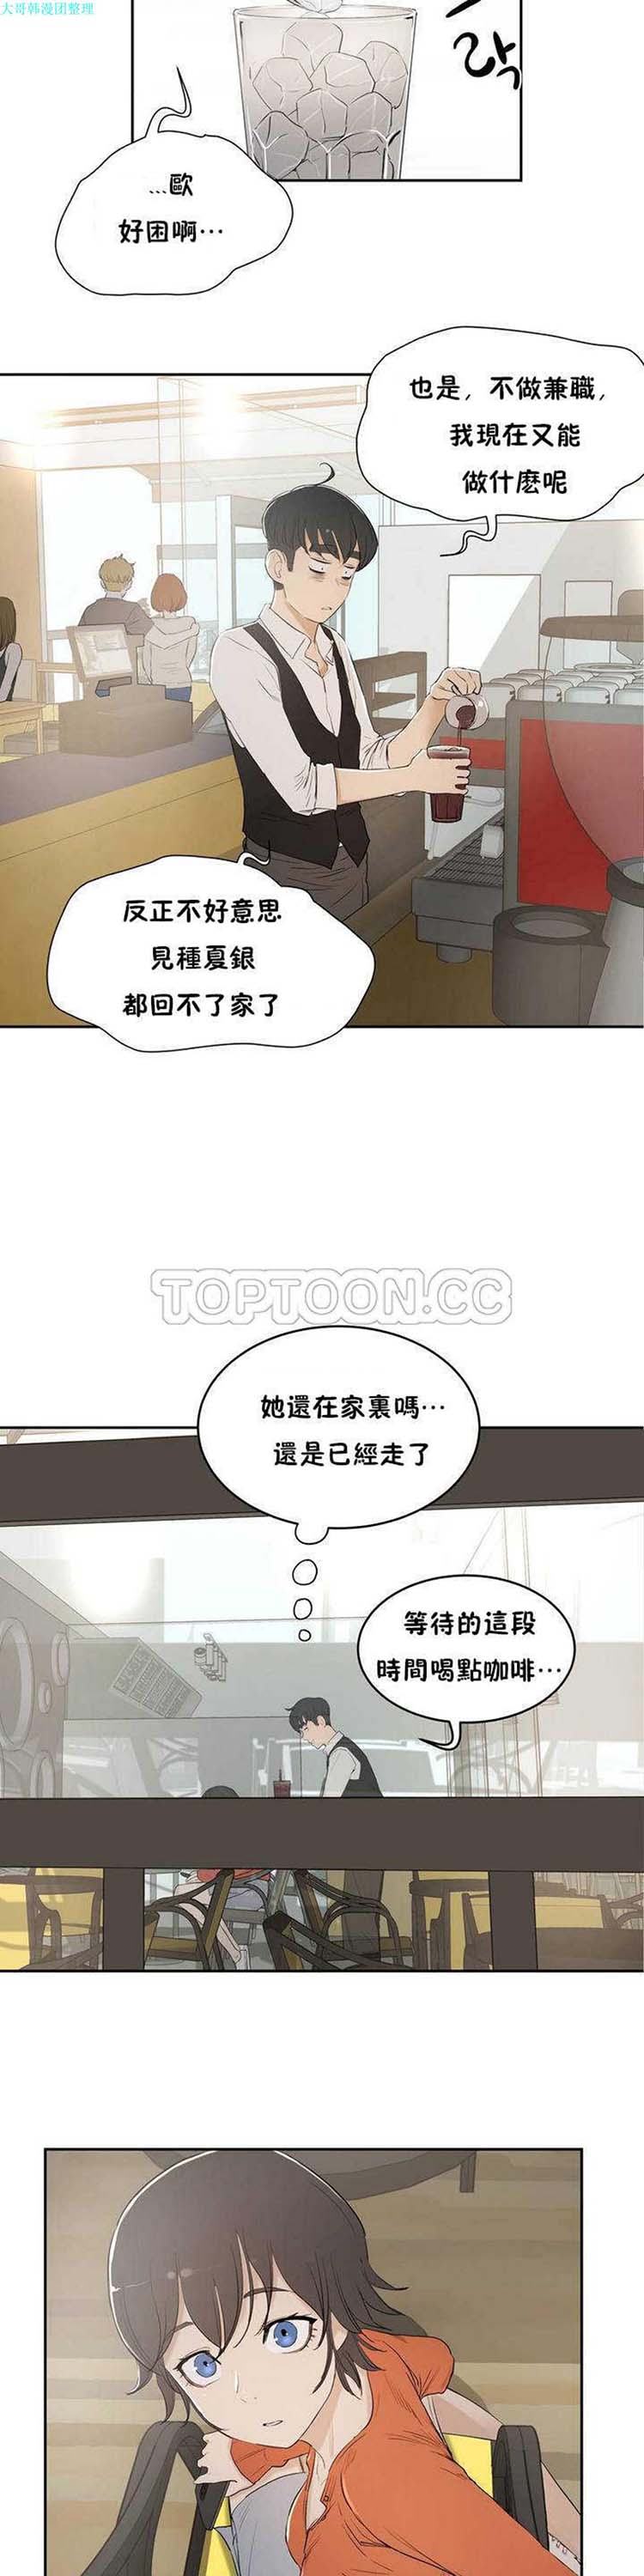 大哥韩漫团整理
...歐
好困啊…
也是，不做兼職，
我現在又能
做什麽呢
反正不好意思
見種夏銀
都回不了家了
TOPTOON.CC
她還在家裏嗎…
還是已經走了
等待的這段
時間喝點咖啡…